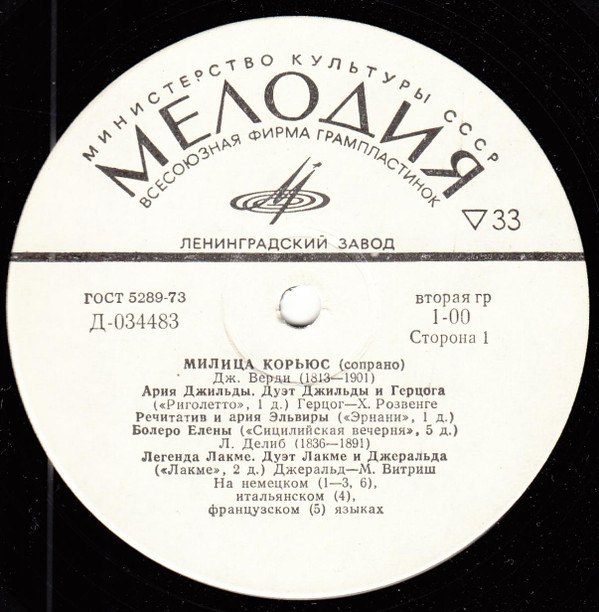 МИНИСТЕРСТВО КУЛЬТУРЫ СССР
МЕЛОДИЯ
ВСЕСОЮЗНАЯ ФИРМА ГРАМПЛАСТИНОК
▽33
ЛЕНИНГРАДСКИЙ ЗАВОД
ГОСТ 5289-73
Д-034483
вторая гр
1-00
Сторона 1
МИЛИЦА КОРЬЮС (сопрано)
Дж. Верди (1813—1901)
Ария Джильды. Дуэт Джильды и Герцога
(«Риголетто», 1 д.) Герцог—Х. Розвенге
Речитатив и ария Эльвиры («Эрнани», 1 д.)
Болеро Елены («Сицилийская вечерня», 5 д.)
Л. Делиб (1836—1891)
Легенда Лакме. Дуэт Лакме и Джеральда
(«Лакме», 2 д.) Джеральд—М. Витриш
На немецком (1—3, 6),
итальянском (4),
французском (5) языках